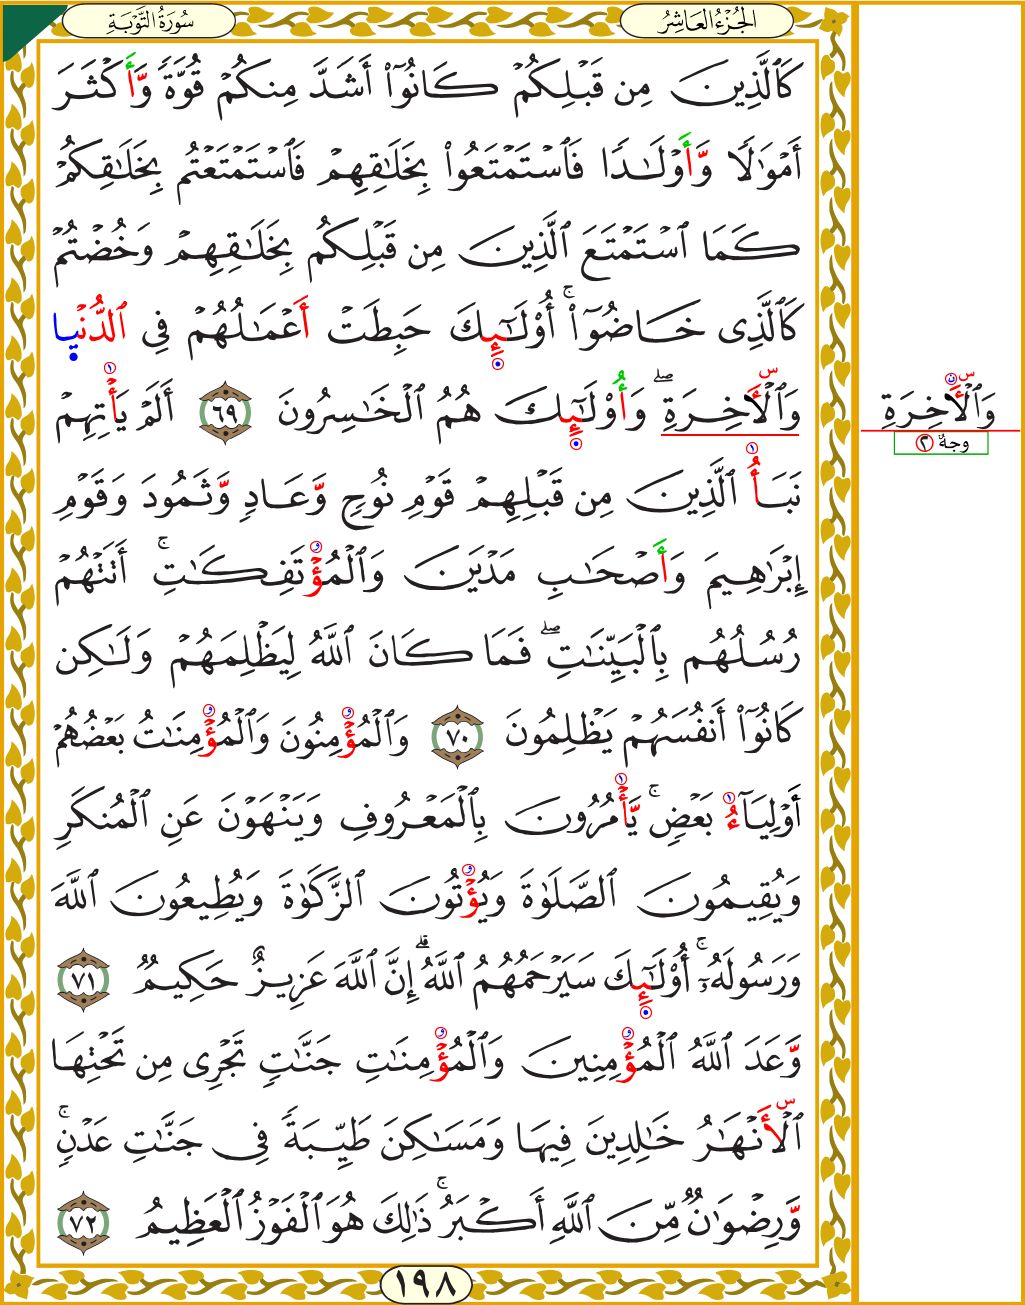 الجُزْءُ العَاشِرُ
سُورَةُ التَّوْبَةِ
كَٱلَّذِينَ مِن قَبْلِكُمْ كَانُوٓا۟ أَشَدَّ مِنكُمْ قُوَّةً وَأَكْثَرَ
أَمْوَٰلًا وَأَوْلَـٰدًا فَٱسْتَمْتَعُوا۟ بِخَلَـٰقِهِمْ فَٱسْتَمْتَعْتُم بِخَلَـٰقِكُمْ
كَمَا ٱسْتَمْتَعَ ٱلَّذِينَ مِن قَبْلِكُم بِخَلَـٰقِهِمْ وَخُضْتُمْ
كَٱلَّذِى خَاضُوٓا۟ ۚ أُو۟لَـٰٓئِكَ حَبِطَتْ أَعْمَـٰلُهُمْ فِى ٱلدُّنْيَا
وَٱلْـَٔاخِرَةِ ۖ وَأُو۟لَـٰٓئِكَ هُمُ ٱلْخَـٰسِرُونَ ٦٩ أَلَمْ يَأْتِهِمْ
نَبَأُ ٱلَّذِينَ مِن قَبْلِهِمْ قَوْمِ نُوحٍ وَعَادٍ وَثَمُودَ وَقَوْمِ
إِبْرَٰهِيمَ وَأَصْحَـٰبِ مَدْيَنَ وَٱلْمُؤْتَفِكَـٰتِ ۚ أَتَتْهُمْ
رُسُلُهُم بِٱلْبَيِّنَـٰتِ ۖ فَمَا كَانَ ٱللَّهُ لِيَظْلِمَهُمْ وَلَـٰكِن
كَانُوٓا۟ أَنفُسَهُمْ يَظْلِمُونَ ٧٠ وَٱلْمُؤْمِنُونَ وَٱلْمُؤْمِنَـٰتُ بَعْضُهُمْ
أَوْلِيَآءُ بَعْضٍ ۚ يَأْمُرُونَ بِٱلْمَعْرُوفِ وَيَنْهَوْنَ عَنِ ٱلْمُنكَرِ
وَيُقِيمُونَ ٱلصَّلَوٰةَ وَيُؤْتُونَ ٱلزَّكَوٰةَ وَيُطِيعُونَ ٱللَّهَ
وَرَسُولَهُۥٓ ۚ أُو۟لَـٰٓئِكَ سَيَرْحَمُهُمُ ٱللَّهُ ۗ إِنَّ ٱللَّهَ عَزِيزٌ حَكِيمٌ ٧١
وَعَدَ ٱللَّهُ ٱلْمُؤْمِنِينَ وَٱلْمُؤْمِنَـٰتِ جَنَّـٰتٍ تَجْرِى مِن تَحْتِهَا
ٱلْأَنْهَـٰرُ خَـٰلِدِينَ فِيهَا وَمَسَـٰكِنَ طَيِّبَةً فِى جَنَّـٰتِ عَدْنٍ ۚ
وَرِضْوَٰنٌ مِّنَ ٱللَّهِ أَكْبَرُ ۚ ذَٰلِكَ هُوَ ٱلْفَوْزُ ٱلْعَظِيمُ ٧٢
١٩٨
وَٱلْـَٔاخِرَةِ
وجهٌ ٢